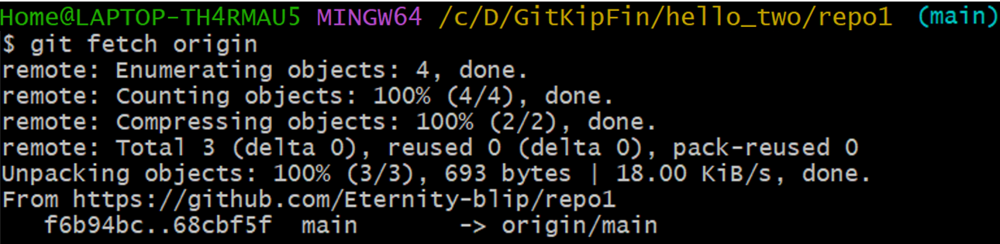 Home@LAPTOP-TH4RMAU5 MINGW64 /c/D/GitKipFin/hello_two/repo1 (main)
$ git fetch origin
remote: Enumerating objects: 4, done.
remote: Counting objects: 100% (4/4), done.
remote: Compressing objects: 100% (2/2), done.
remote: Total 3 (delta 0), reused 0 (delta 0), pack-reused 0
Unpacking objects: 100% (3/3), 693 bytes | 18.00 KiB/s, done.
From https://github.com/Eternity-blip/repo1
   f6b94bc..68cbf5f  main       -> origin/main